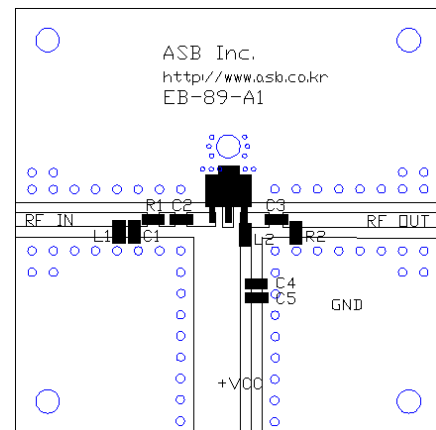 ASB Inc.
http://www.asb.co.kr
EB-89-A1
R1 C2 C3
RF IN RF OUT
L1 C1 L2 R2
C4
C5
GND
+VCC